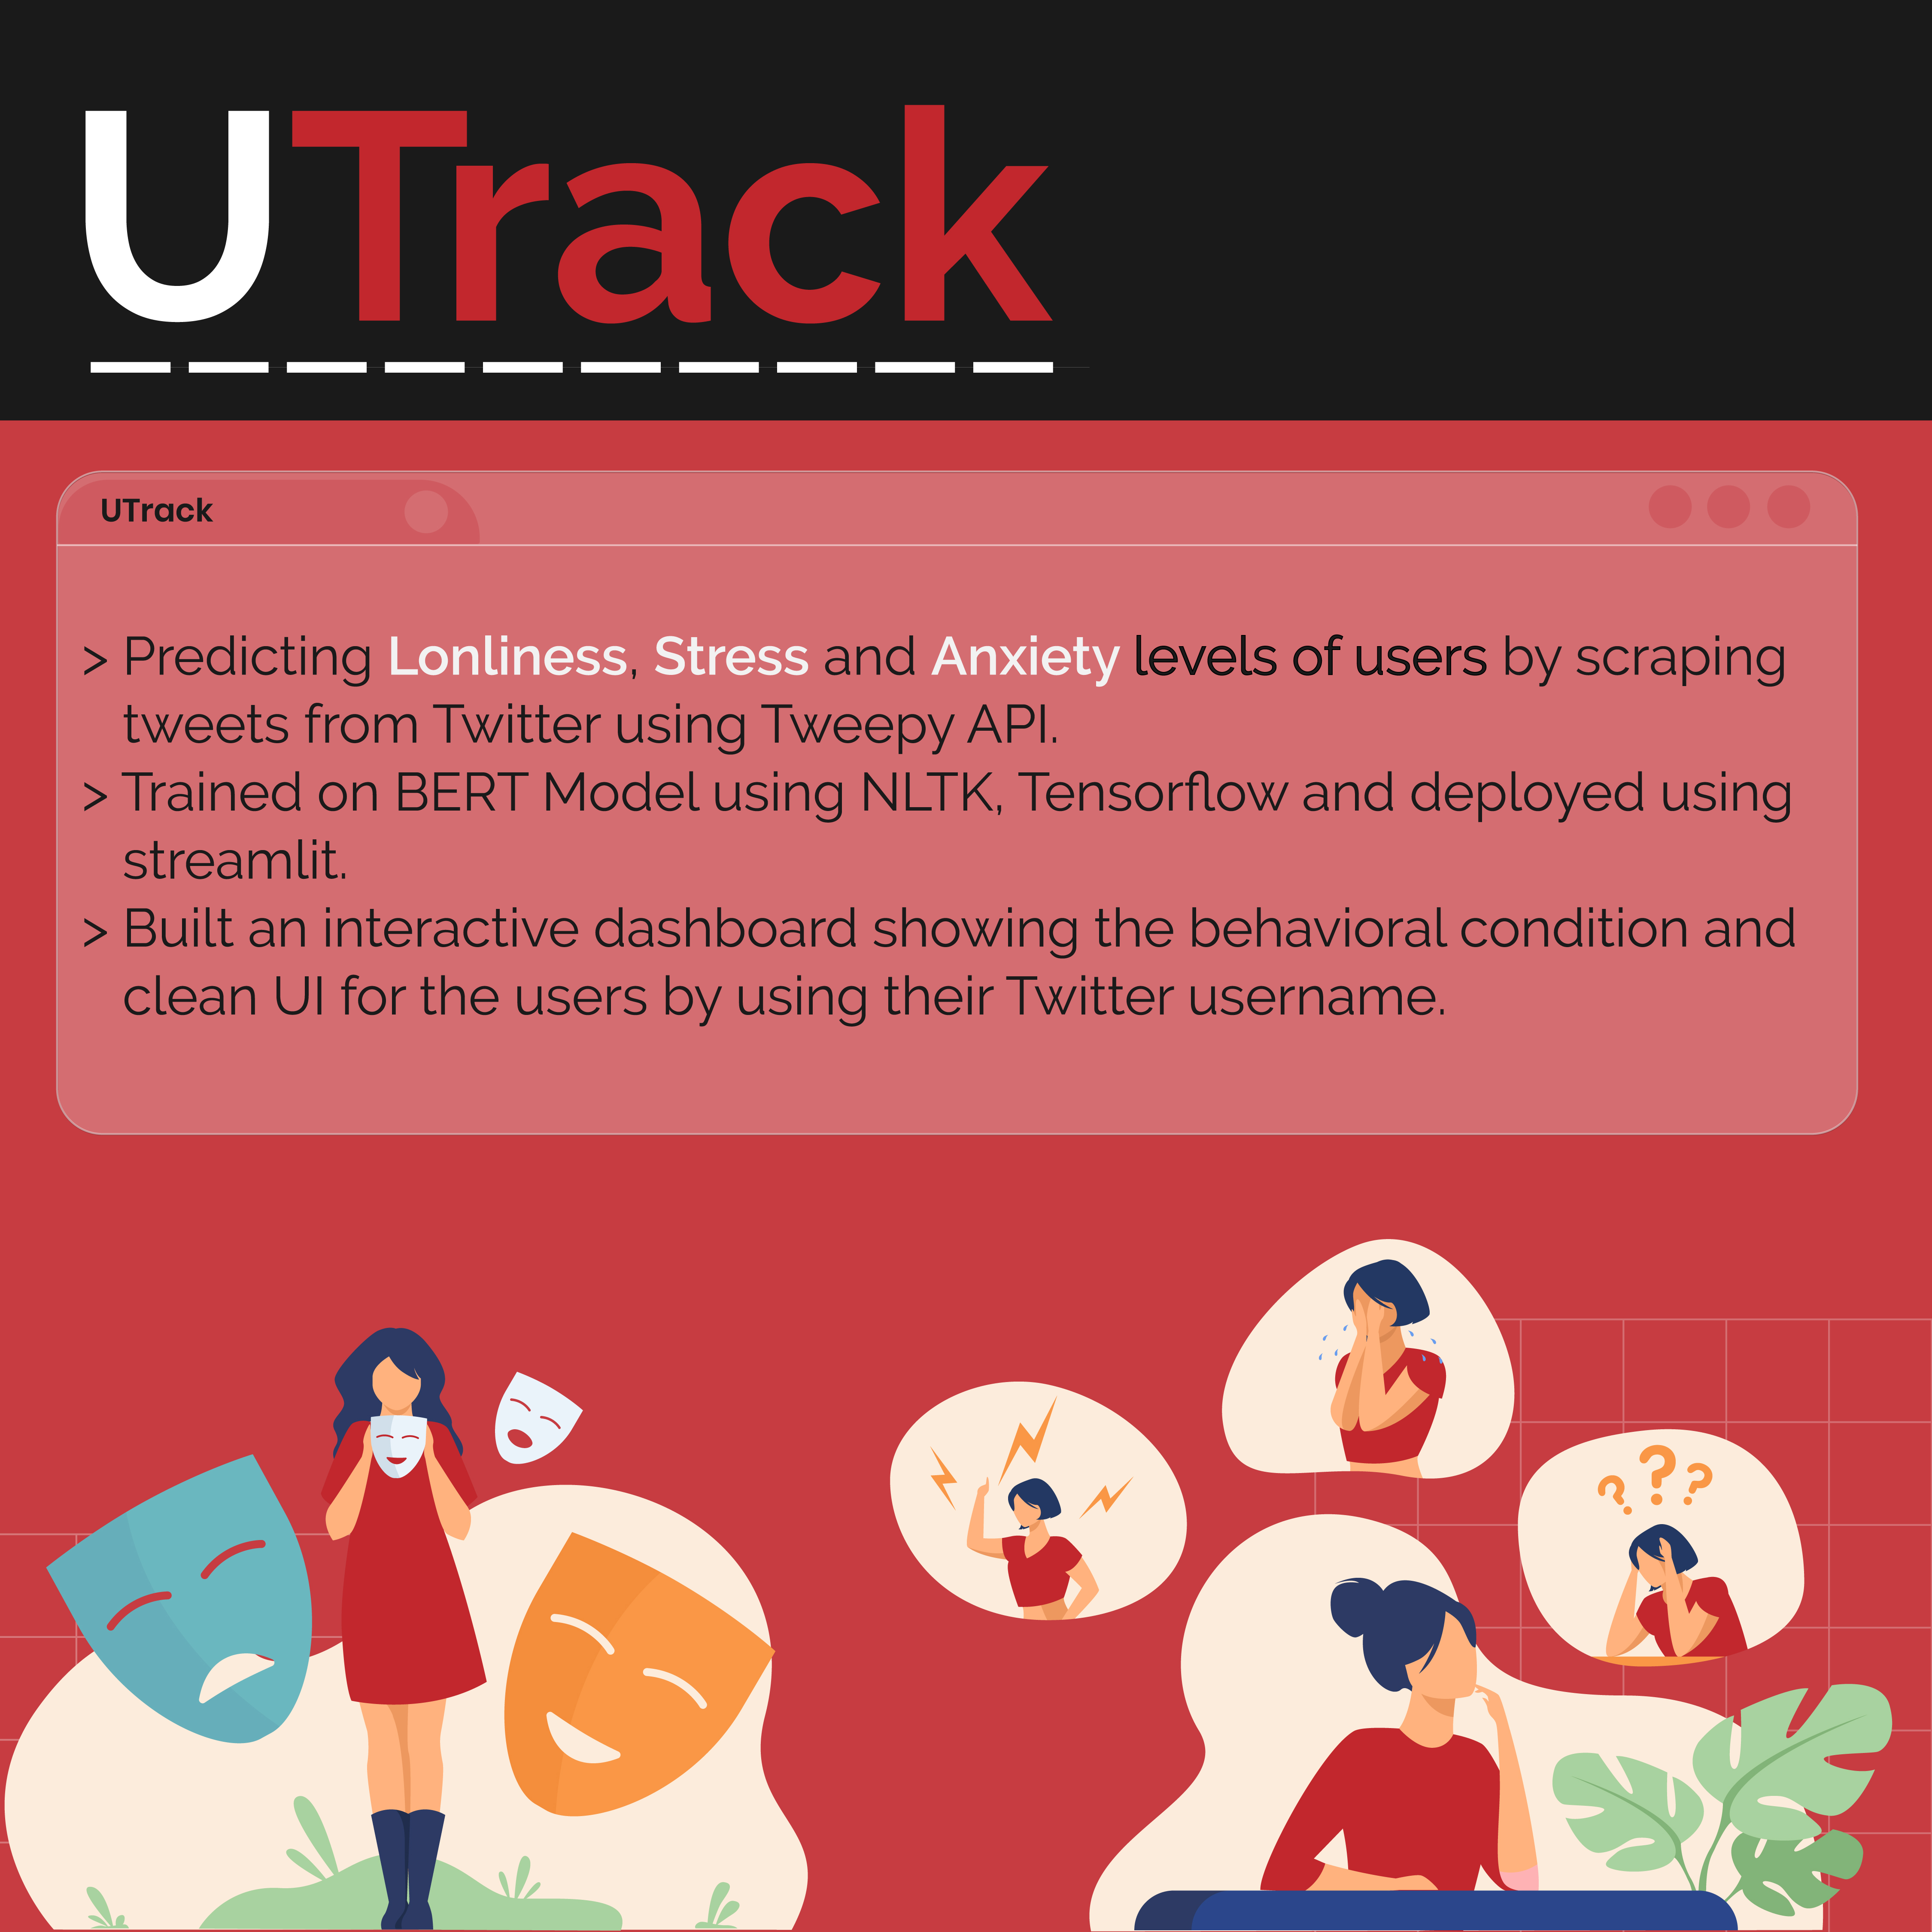 UTrack
UTrack
> Predicting Lonliness, Stress and Anxiety levels of users by scraping
tweets from Twitter using Tweepy API.
> Trained on BERT Model using NLTK, Tensorflow and deployed using
streamlit.
> Built an interactive dashboard showing the behavioral condition and
clean UI for the users by using their Twitter username.
? ? ?